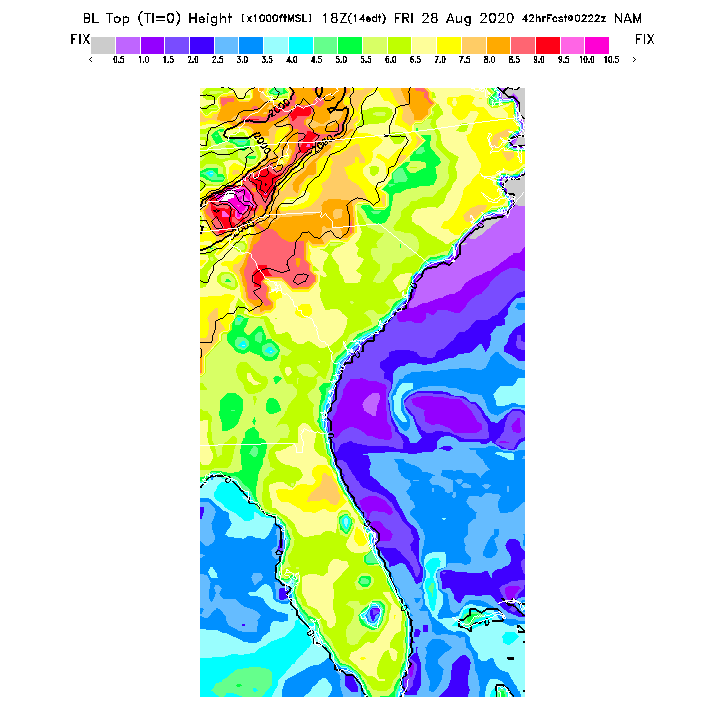 BL Top (TI=0) Height [x1000ftMSL] 18Z(14edt) FRI 28 Aug 2020 42hrFcst@0222z NAM
FIX FIX
< 0.5 1.0 1.5 2.0 2.5 3.0 3.5 4.0 4.5 5.0 5.5 6.0 6.5 7.0 7.5 8.0 8.5 9.0 9.5 10.0 10.5 >
2000
2000